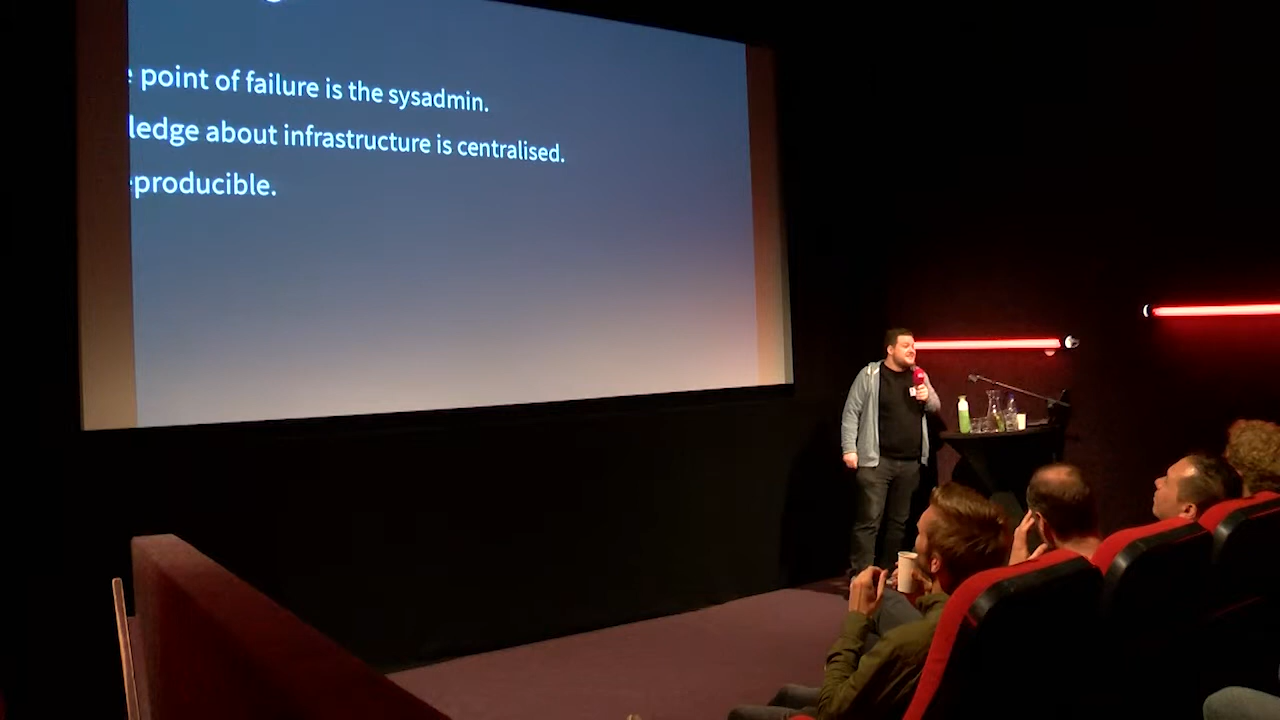 point of failure is the sysadmin.
ledge about infrastructure is centralised.
producible.